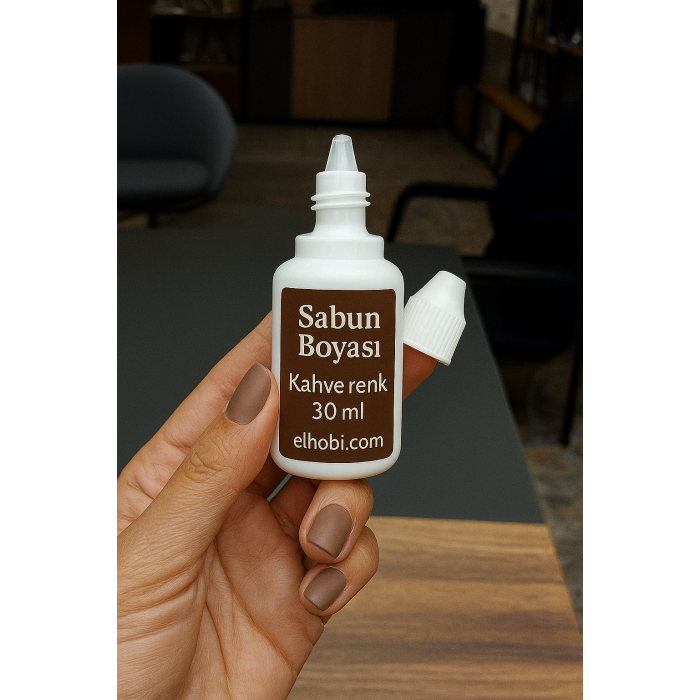 Sabun
Boyası
Kahve renk
30 ml
elhobi.com